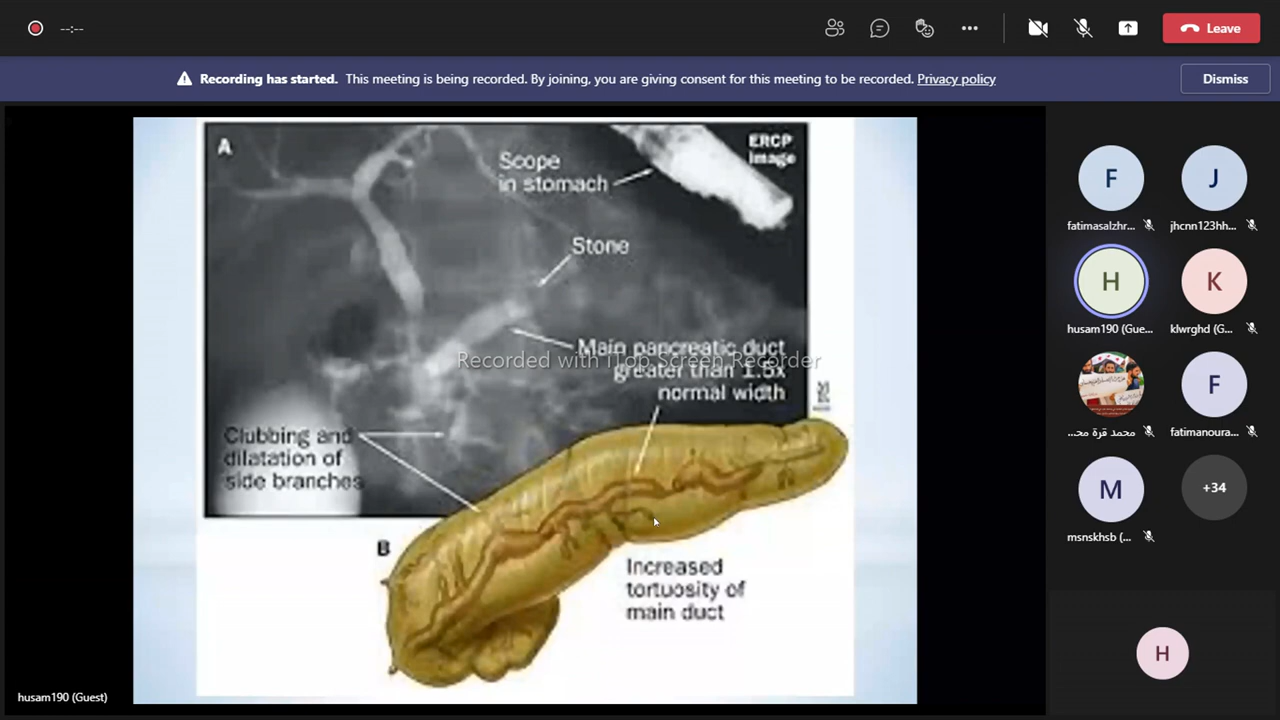 --:--
Leave
Recording has started. This meeting is being recorded. By joining, you are giving consent for this meeting to be recorded. Privacy policy
Dismiss
A
ERCP
image
Scope
in stomach
Stone
Main pancreatic duct
greater than 1.5x
normal width
Recorded with iTop Screen Recorder
Clubbing and
dilatation of
side branches
B
Increased
tortuosity of
main duct
F
fatimasalzhr...
J
jhcnn123hh...
H
husam190 (Gue...
K
klwrghd (G...
محمد قرة مح...
F
fatimanoura...
M
msnskhsb (...
+34
H
husam190 (Guest)